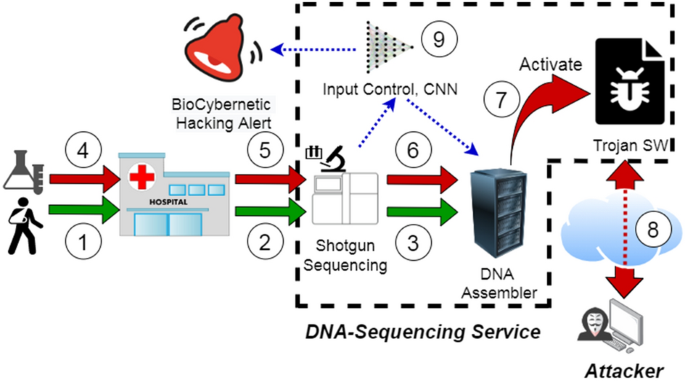 9
Input Control, CNN
BioCybernetic
Hacking Alert
Activate
7
Trojan SW
4
5
6
HOSPITAL
1
2
3
Shotgun
Sequencing
DNA
Assembler
8
DNA-Sequencing Service
Attacker